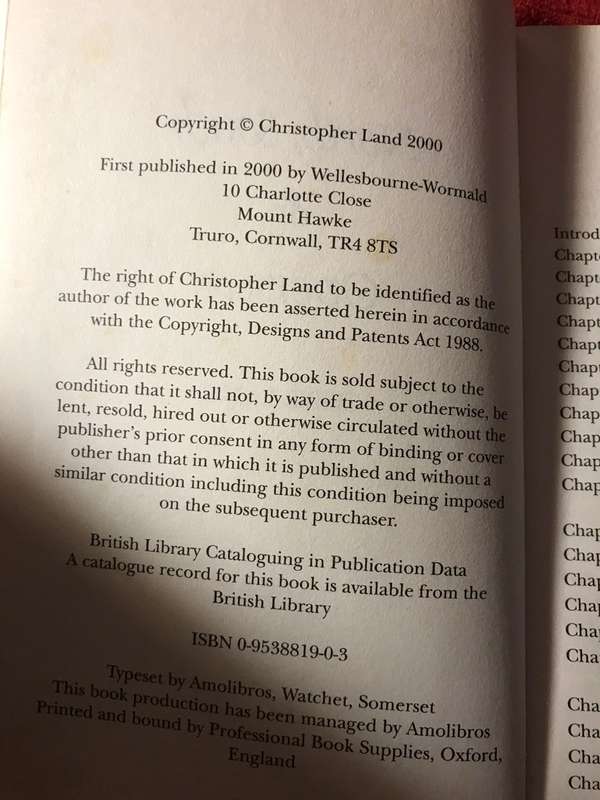 Copyright © Christopher Land 2000
First published in 2000 by Wellesbourne-Wormald
10 Charlotte Close
Mount Hawke
Truro, Cornwall, TR4 8TS
The right of Christopher Land to be identified as the
author of the work has been asserted herein in accordance
with the Copyright, Designs and Patents Act 1988.
All rights reserved. This book is sold subject to the
condition that it shall not, by way of trade or otherwise, be
lent, resold, hired out or otherwise circulated without the
publisher's prior consent in any form of binding or cover
other than that in which it is published and without a
similar condition including this condition being imposed
on the subsequent purchaser.
British Library Cataloguing in Publication Data
A catalogue record for this book is available from the
British Library
ISBN 0-9538819-0-3
Typeset by Amolibros, Watchet, Somerset
This book production has been managed by Amolibros
Printed and bound by Professional Book Supplies, Oxford,
England
Introd
Chapt
Chapt
Chapt
Chapt
Chapt
Chapt
Chap
Chap
Chap
Chap
Chap
Chap
Chap
Chap
Chap
Cha
Cha
Cha
Cha
Cha
Cha